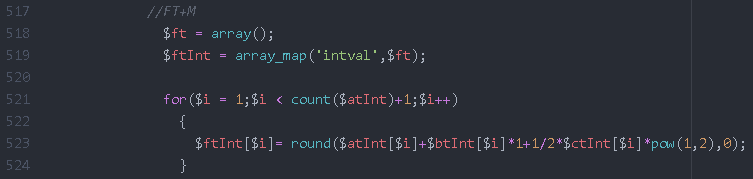 517 //FT+M
518 $ft = array();
519 $ftInt = array_map('intval',$ft);
520
521 for($i = 1;$i < count($atInt)+1;$i++)
522 {
523 $ftInt[$i]= round($atInt[$i]+$btInt[$i]*1+1/2*$ctInt[$i]*pow(1,2),0);
524 }